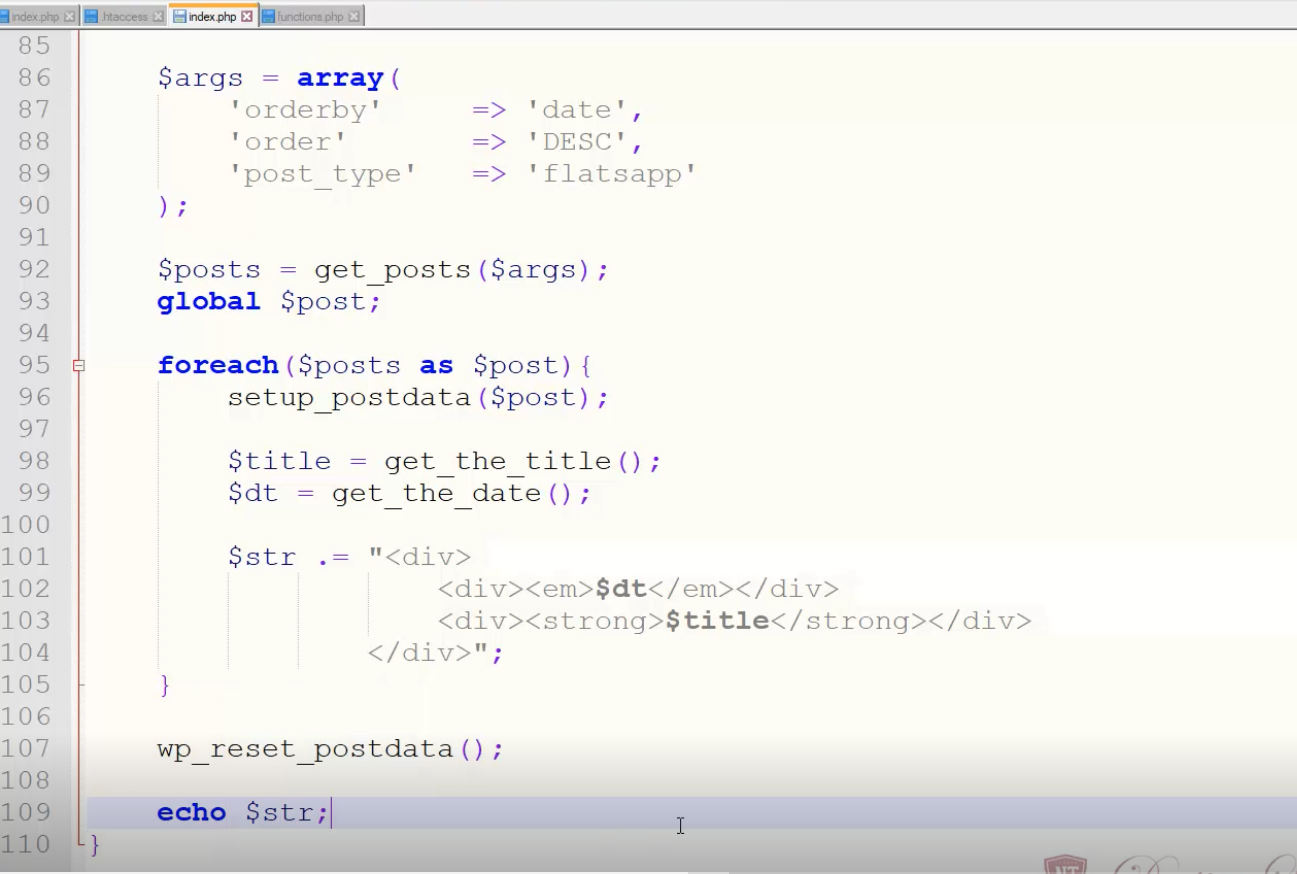 index.php .htaccess index.php functions.php
85
86 $args = array(
87 'orderby' => 'date',
88 'order' => 'DESC',
89 'post_type' => 'flatsapp'
90 );
91
92 $posts = get_posts($args);
93 global $post;
94
95 foreach($posts as $post){
96 setup_postdata($post);
97
98 $title = get_the_title();
99 $dt = get_the_date();
100
101 $str .= "<div>
102 <div><em>$dt</em></div>
103 <div><strong>$title</strong></div>
104 </div>";
105 }
106
107 wp_reset_postdata();
108
109 echo $str;
110 }
NT